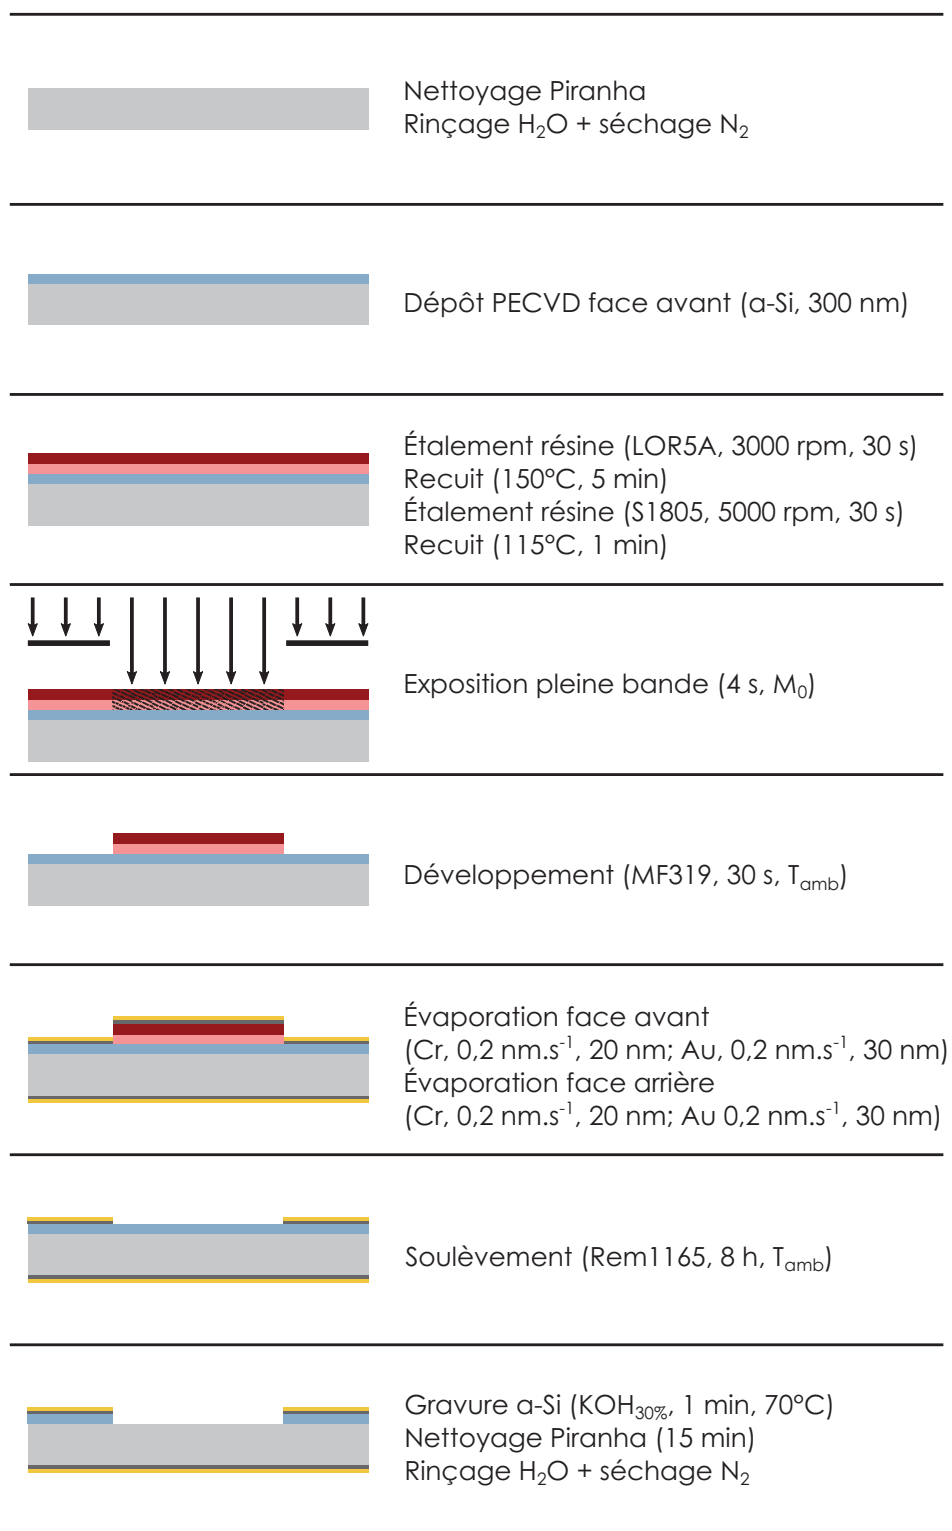 Nettoyage Piranha
Rinçage H₂O + séchage N₂
Dépôt PECVD face avant (a-Si, 300 nm)
Étalement résine (LOR5A, 3000 rpm, 30 s)
Recuit (150°C, 5 min)
Étalement résine (S1805, 5000 rpm, 30 s)
Recuit (115°C, 1 min)
Exposition pleine bande (4 s, M₀)
Développement (MF319, 30 s, Tamb)
Évaporation face avant
(Cr, 0,2 nm.s⁻¹, 20 nm; Au, 0,2 nm.s⁻¹, 30 nm)
Évaporation face arrière
(Cr, 0,2 nm.s⁻¹, 20 nm; Au 0,2 nm.s⁻¹, 30 nm)
Soulèvement (Rem1165, 8 h, Tamb)
Gravure a-Si (KOH30%, 1 min, 70°C)
Nettoyage Piranha (15 min)
Rinçage H₂O + séchage N₂